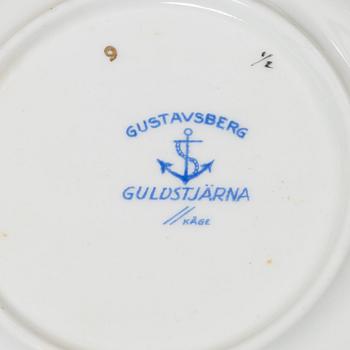 9 1/2
GUSTAVSBERG
GULDSTJÄRNA
// KÅGE